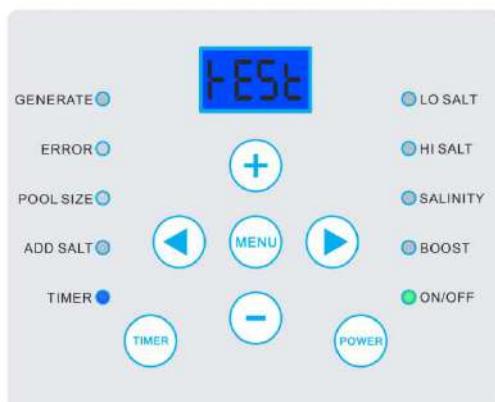 tESt
GENERATE
LO SALT
ERROR
HI SALT
POOL SIZE
SALINITY
ADD SALT
MENU
BOOST
TIMER
ON/OFF
TIMER
POWER